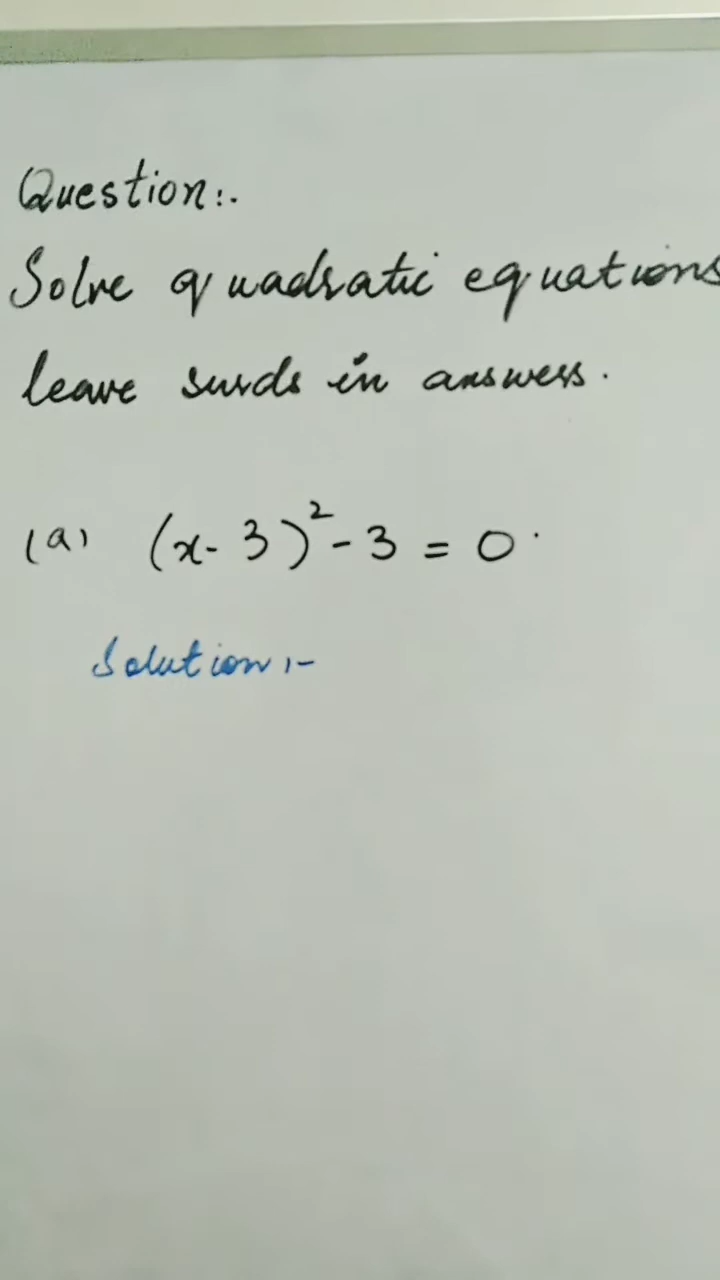 Question:.
Solve quadratic equations
leave surds in answers.
(a) (x-3)²-3=0.
Solution:-